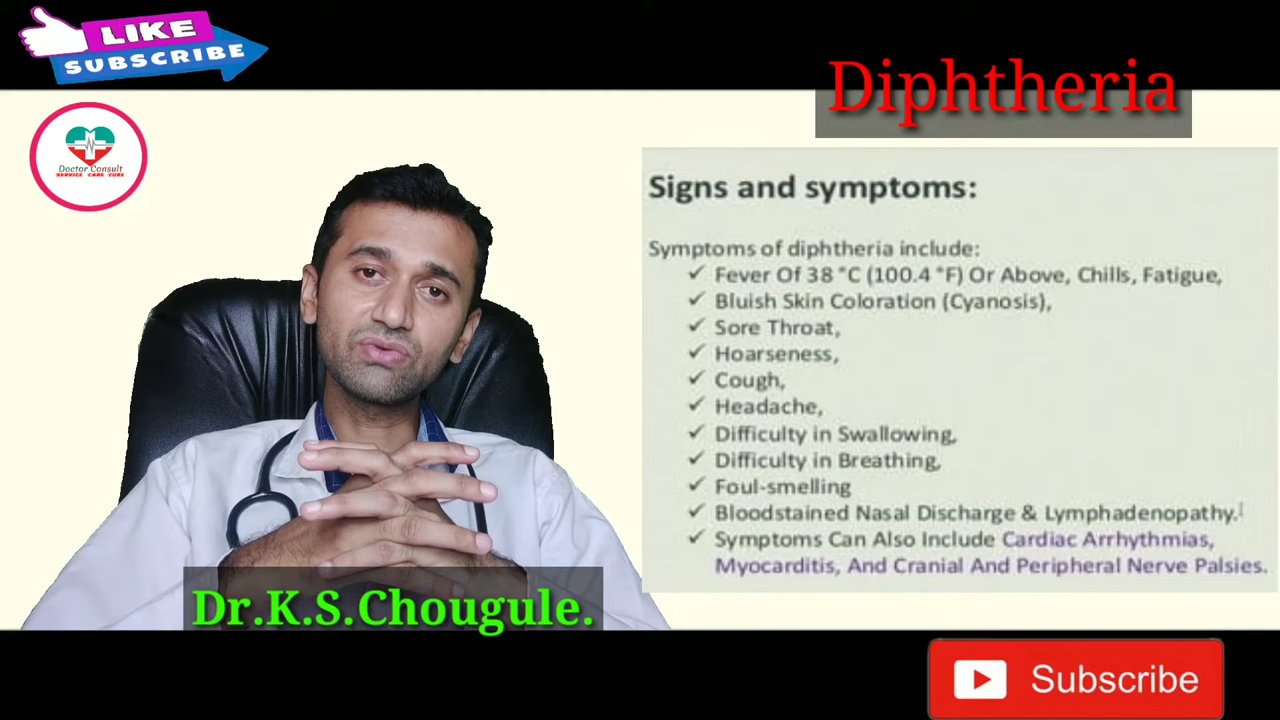 LIKE
SUBSCRIBE
Diphtheria
Doctor Consult
SERVICE CARE CURE
Signs and symptoms:
Symptoms of diphtheria include:
✓ Fever Of 38 °C (100.4 °F) Or Above, Chills, Fatigue,
✓ Bluish Skin Coloration (Cyanosis),
✓ Sore Throat,
✓ Hoarseness,
✓ Cough,
✓ Headache,
✓ Difficulty in Swallowing,
✓ Difficulty in Breathing,
✓ Foul-smelling
✓ Bloodstained Nasal Discharge & Lymphadenopathy.
✓ Symptoms Can Also Include Cardiac Arrhythmias,
Myocarditis, And Cranial And Peripheral Nerve Palsies.
Dr.K.S.Chougule.
Subscribe